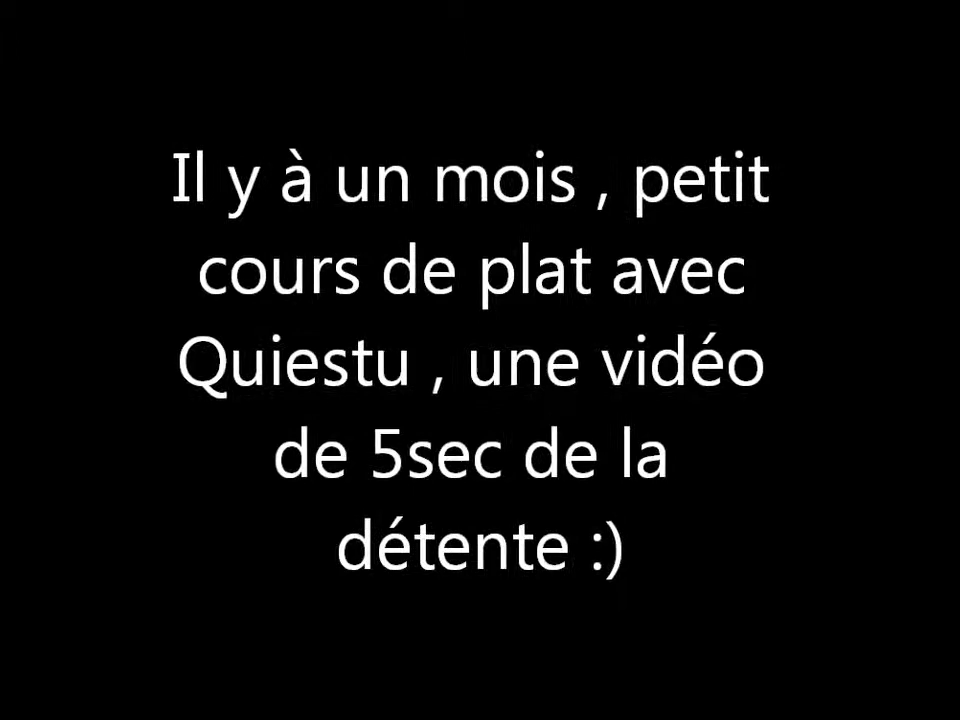 Il y à un mois , petit
cours de plat avec
Quiestu , une vidéo
de 5sec de la
détente :)